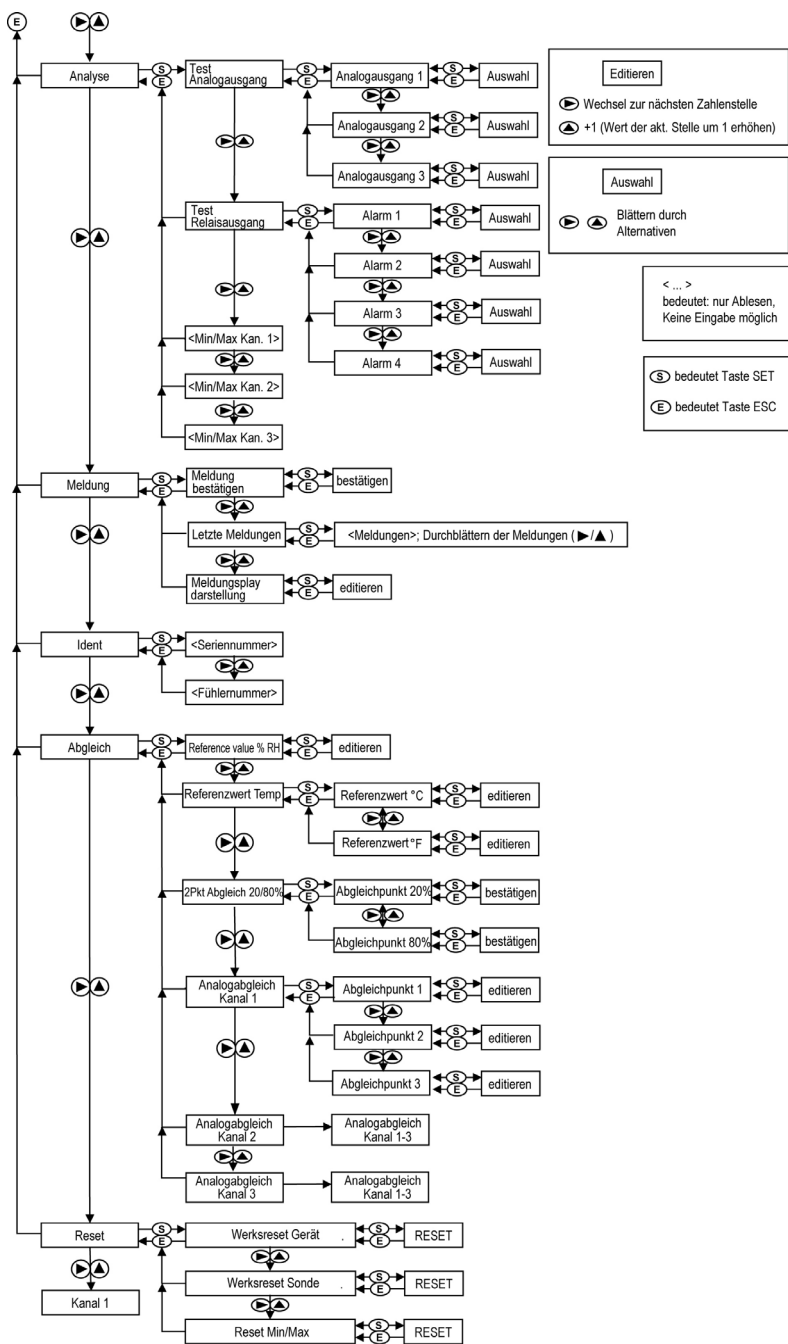 E
Analyse
S
E
Test
Analogausgang
S
E
Analogausgang 1
S
E
Auswahl
Analogausgang 2
S
E
Auswahl
Analogausgang 3
S
E
Auswahl
Test
Relaisausgang
S
E
Alarm 1
S
E
Auswahl
Alarm 2
S
E
Auswahl
Alarm 3
S
E
Auswahl
Alarm 4
S
E
Auswahl
<Min/Max Kan. 1>
<Min/Max Kan. 2>
<Min/Max Kan. 3>
Editieren
Wechsel zur nächsten Zahlenstelle
+1 (Wert der akt. Stelle um 1 erhöhen)
Auswahl
Blättern durch
Alternativen
< ... >
bedeutet: nur Ablesen,
Keine Eingabe möglich
S bedeutet Taste SET
E bedeutet Taste ESC
Meldung
S
E
Meldung
bestätigen
S
E
bestätigen
Letzte Meldungen
S
E
<Meldungen>; Durchblättern der Meldungen (▶/▲)
Meldungsplay
darstellung
S
E
editieren
Ident
S
E
<Seriennummer>
<Fühlernummer>
Abgleich
S
E
Reference value % RH
S
E
editieren
Referenzwert Temp
S
E
Referenzwert °C
S
E
editieren
Referenzwert °F
S
E
editieren
2Pkt Abgleich 20/80%
S
E
Abgleichpunkt 20%
S
E
bestätigen
Abgleichpunkt 80%
S
E
bestätigen
Analogabgleich
Kanal 1
S
E
Abgleichpunkt 1
S
E
editieren
Abgleichpunkt 2
S
E
editieren
Abgleichpunkt 3
S
E
editieren
Analogabgleich
Kanal 2
Analogabgleich
Kanal 1-3
Analogabgleich
Kanal 3
Analogabgleich
Kanal 1-3
Reset
S
E
Werksreset Gerät .
S
E
RESET
Werksreset Sonde .
S
E
RESET
Reset Min/Max
S
E
RESET
Kanal 1